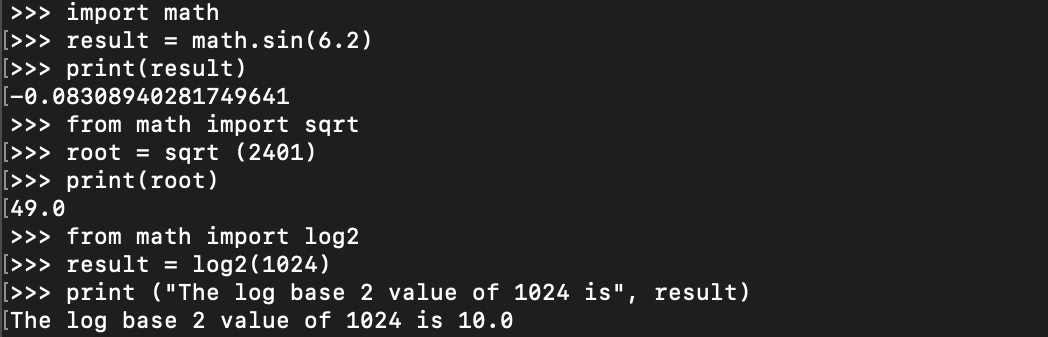 >>> import math
[>>> result = math.sin(6.2)
[>>> print(result)
[-0.08308940281749641
>>> from math import sqrt
[>>> root = sqrt (2401)
[>>> print(root)
[49.0
>>> from math import log2
[>>> result = log2(1024)
[>>> print ("The log base 2 value of 1024 is", result)
[The log base 2 value of 1024 is 10.0